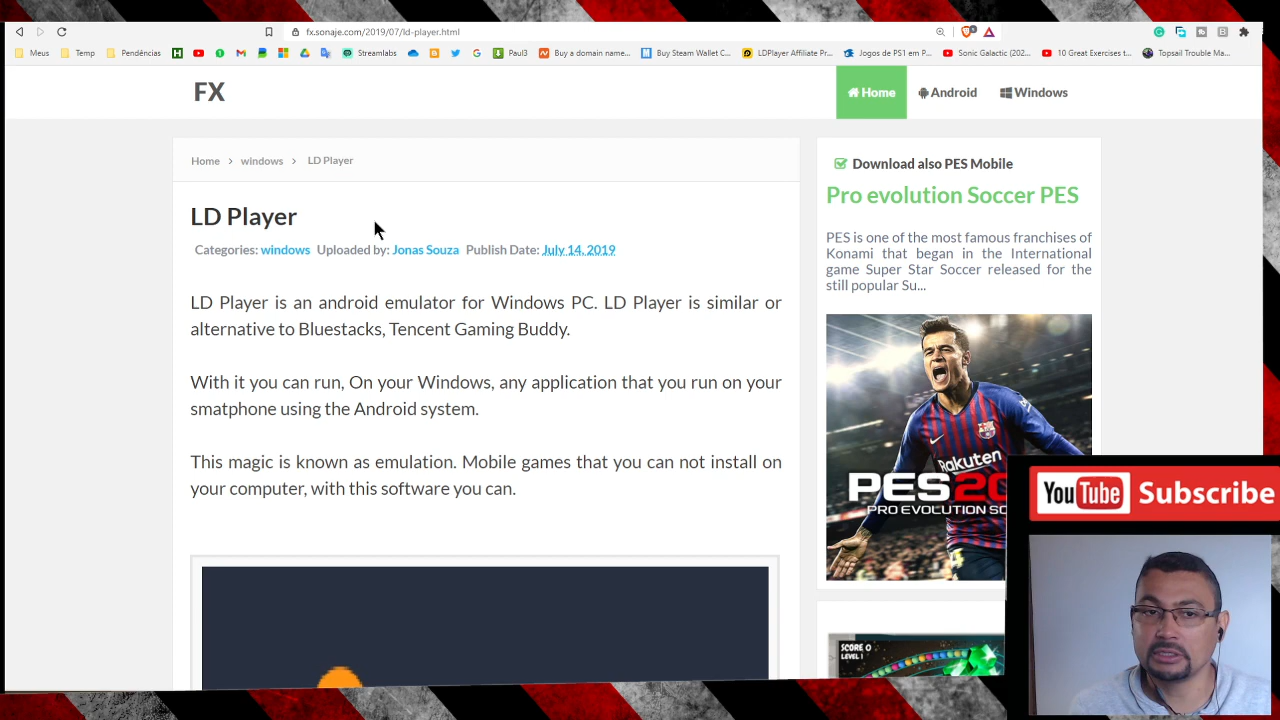 fx.sonaje.com/2019/07/ld-player.html
Meus Temp Pendências Streamlabs Paul3 Buy a domain name... Buy Steam Wallet C... LDPlayer Affiliate Pr... Jogos de PS1 em P... Sonic Galactic (202... 10 Great Exercises t... Topsail Trouble Ma...
FX
Home Android Windows
Home > windows > LD Player
LD Player
Categories: windows Uploaded by: Jonas Souza Publish Date: July 14, 2019
LD Player is an android emulator for Windows PC. LD Player is similar or
alternative to Bluestacks, Tencent Gaming Buddy.
With it you can run, On your Windows, any application that you run on your
smatphone using the Android system.
This magic is known as emulation. Mobile games that you can not install on
your computer, with this software you can.
Download also PES Mobile
Pro evolution Soccer PES
PES is one of the most famous franchises of
Konami that began in the International
game Super Star Soccer released for the
still popular Su...
Rakuten
PES 20
PRO EVOLUTION SO
YouTube Subscribe
SCORE 0
LEVEL 1